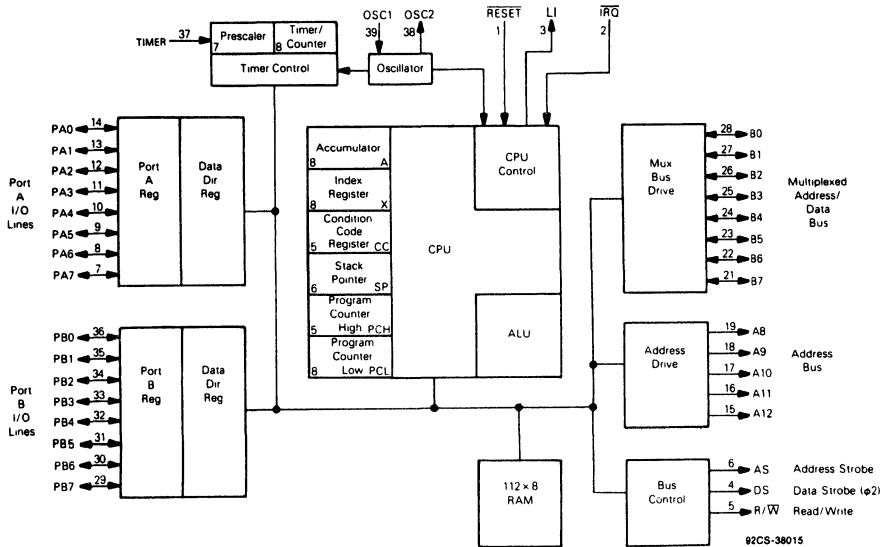 OSC1 OSC2 RESET LI IRQ
TIMER 37 Prescaler 7 Timer/ Counter 8
39 38 1 3 2
Timer Control
Oscillator
Port A I/O Lines
PA0 14
PA1 13
PA2 12
PA3 11
PA4 10
PA5 9
PA6 8
PA7 7
Port A Reg
Data Dir Reg
Accumulator
8 A
Index Register
8 X
Condition Code Register
5 CC
Stack Pointer
6 SP
Program Counter High
5 PCH
Program Counter Low
8 PCL
CPU
CPU Control
ALU
Mux Bus Drive
28 B0
27 B1
26 B2
25 B3
24 B4
23 B5
22 B6
21 B7
Multiplexed Address/ Data Bus
Port B I/O Lines
PB0 36
PB1 35
PB2 34
PB3 33
PB4 32
PB5 31
PB6 30
PB7 29
Port B Reg
Data Dir Reg
Address Drive
19 A8
18 A9
17 A10
16 A11
15 A12
Address Bus
112 × 8 RAM
Bus Control
6 AS Address Strobe
4 DS Data Strobe (φ2)
5 R/W̅ Read/Write
92CS-38015